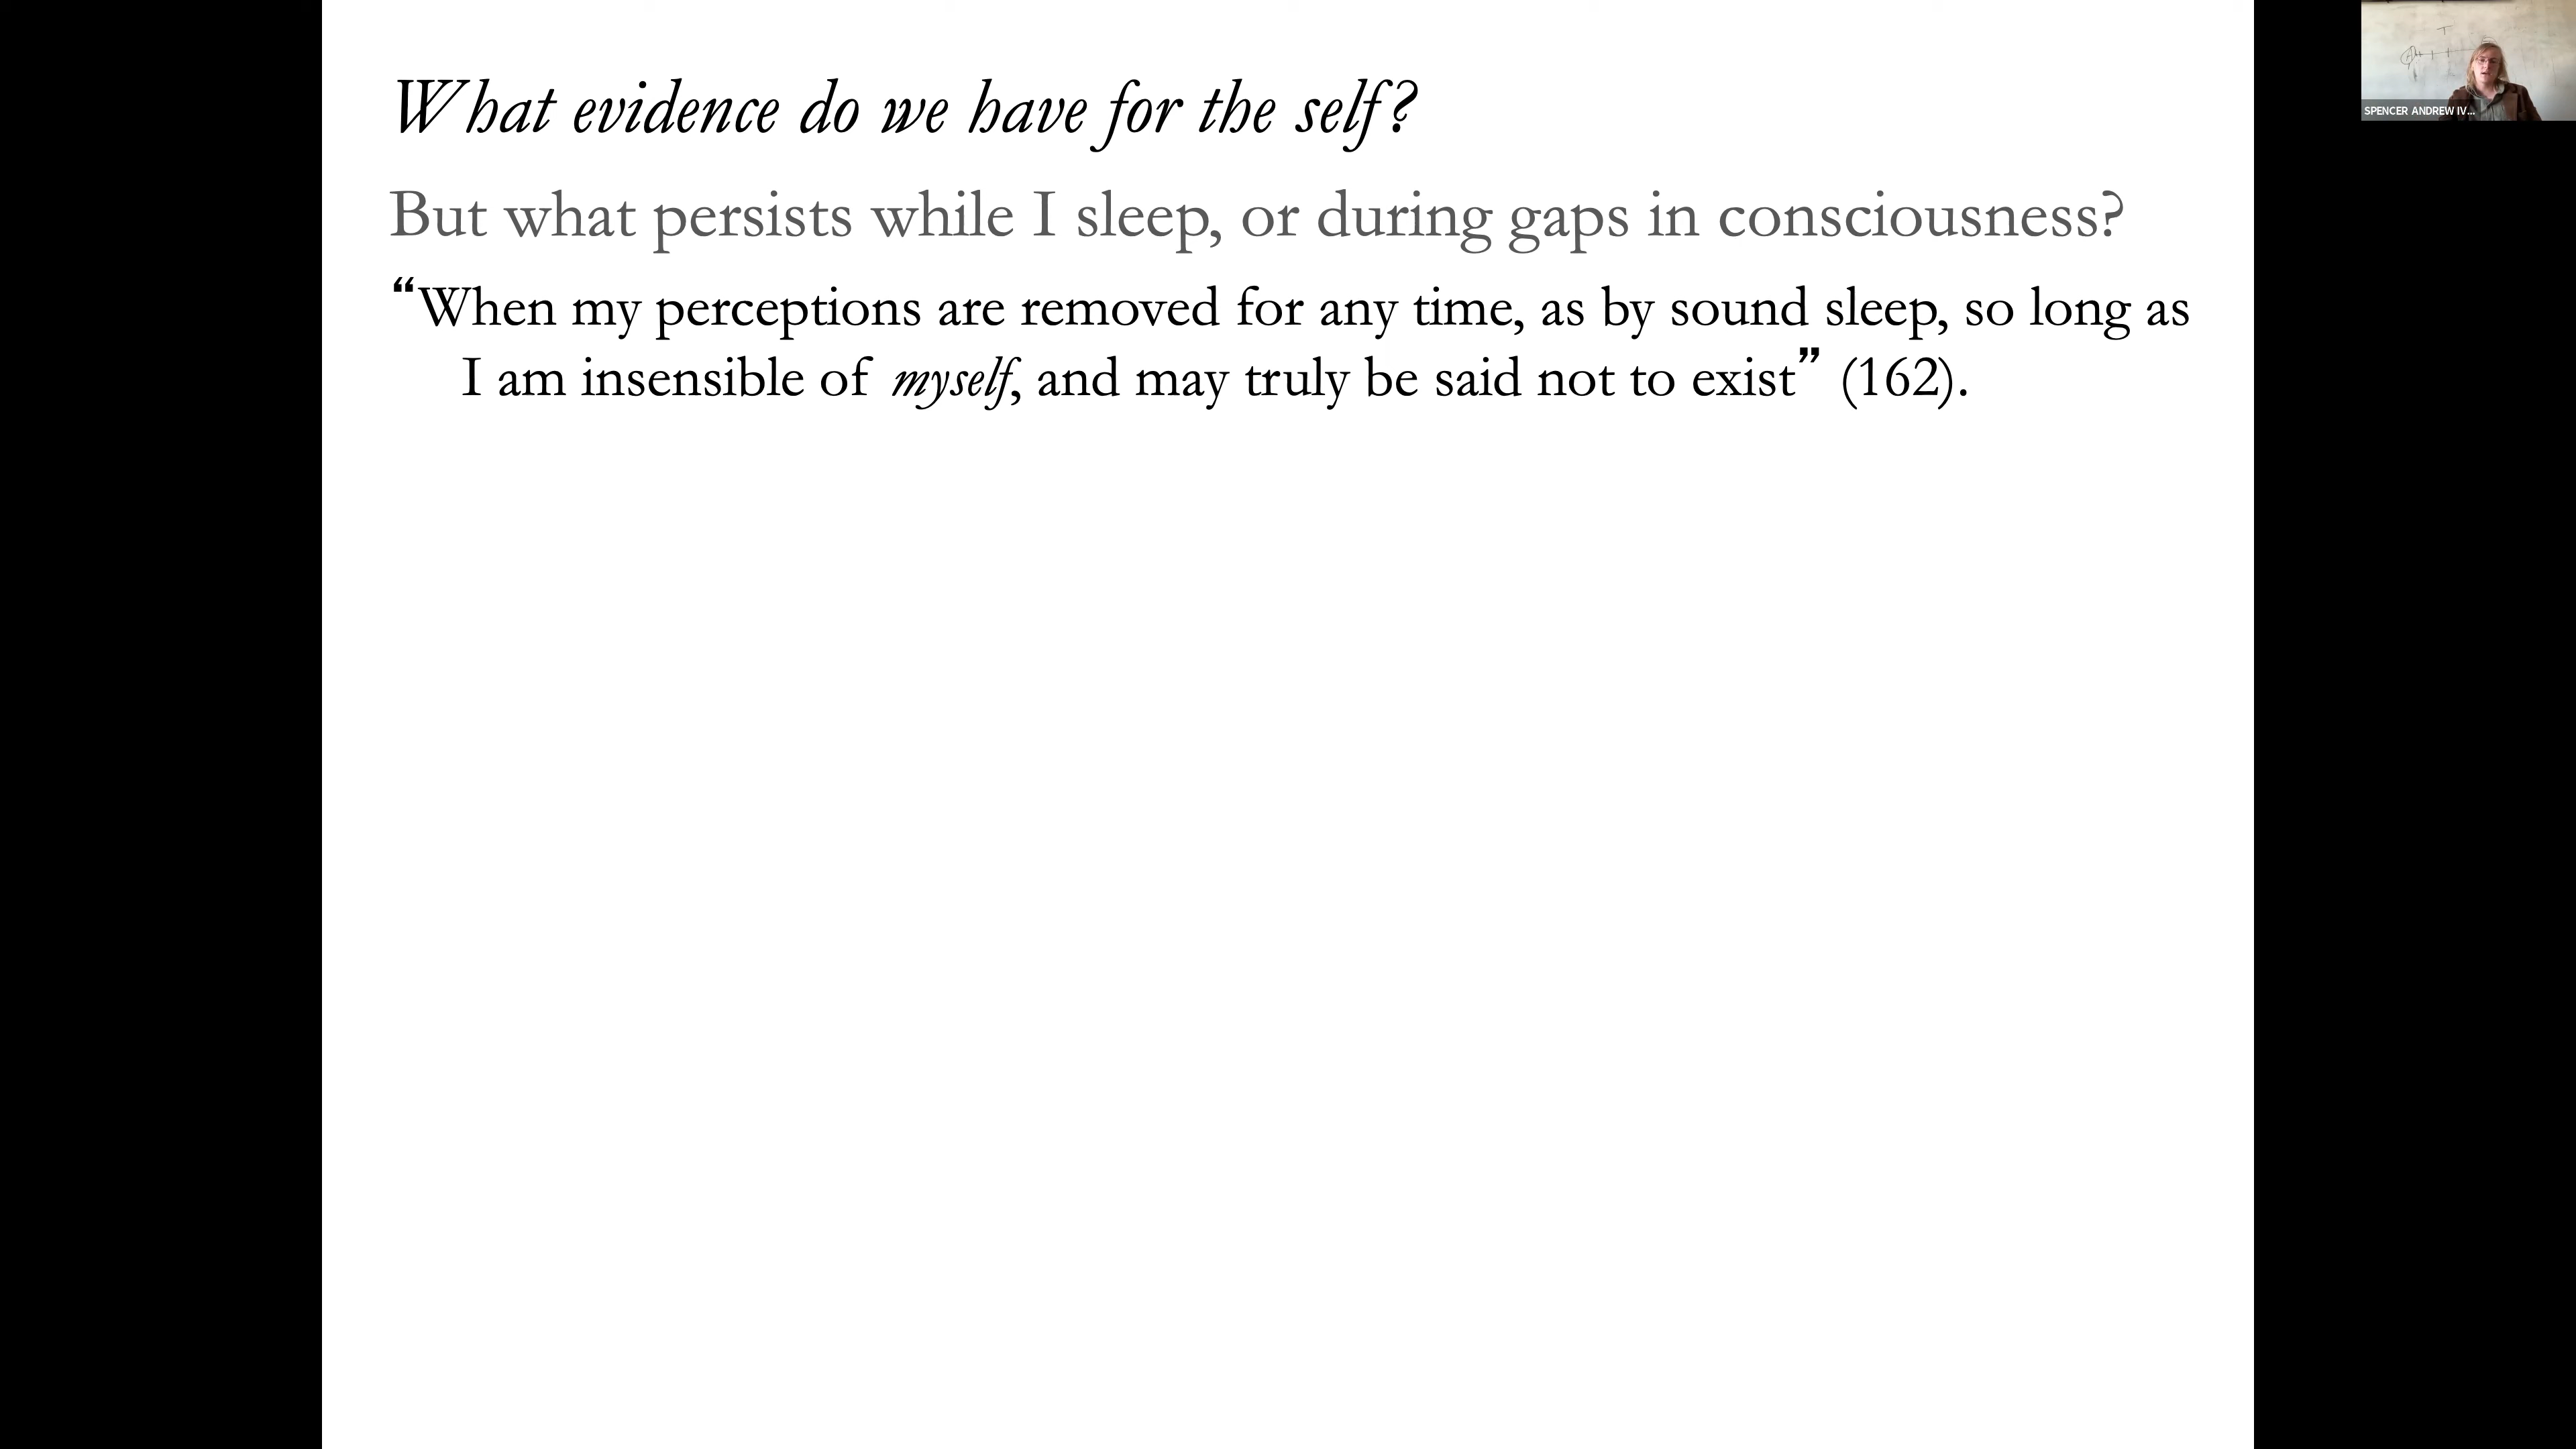 What evidence do we have for the self?
But what persists while I sleep, or during gaps in consciousness?
“When my perceptions are removed for any time, as by sound sleep, so long as
I am insensible of myself, and may truly be said not to exist” (162).
SPENCER ANDREW IV...